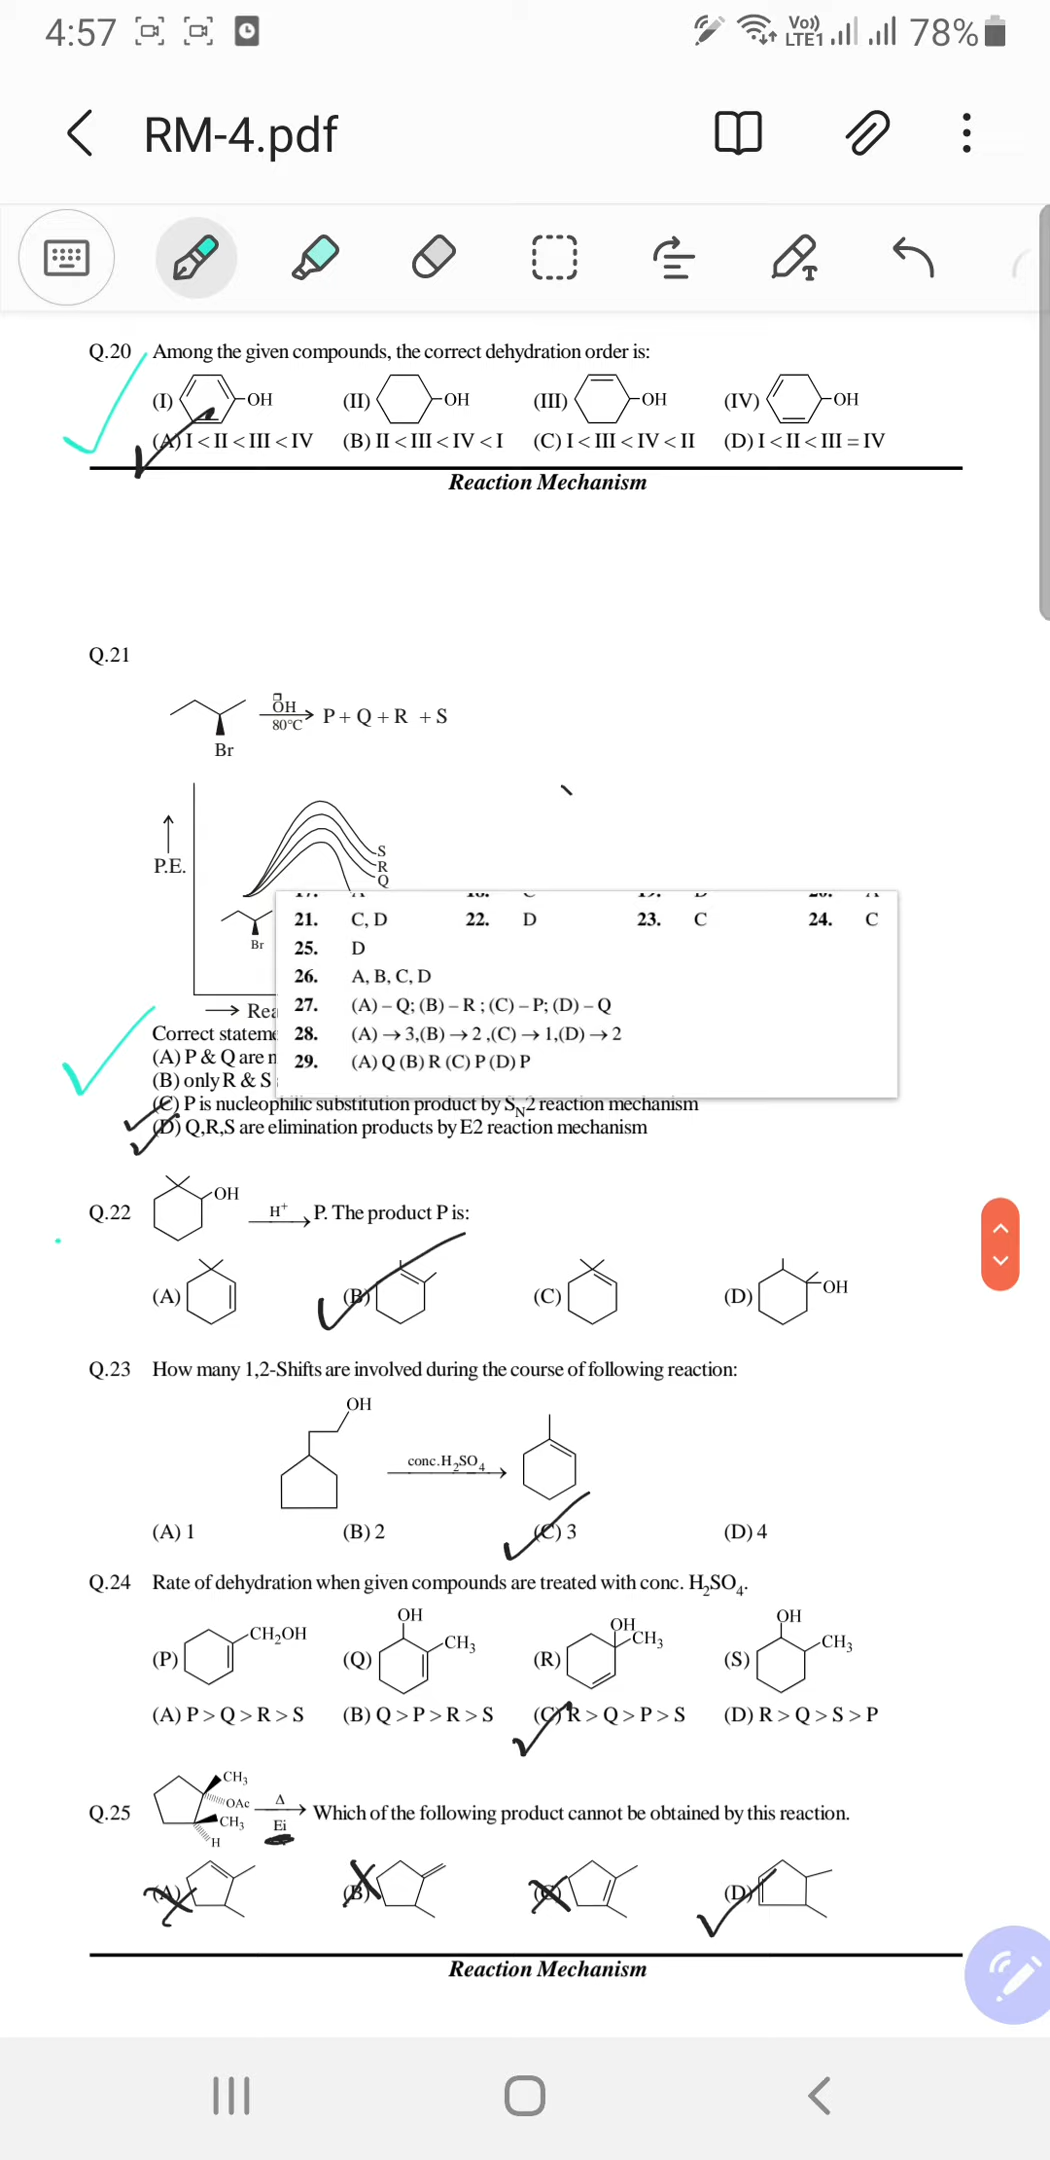 4:57 Vo)) LTE1 78%
RM-4.pdf
T
Q.20 Among the given compounds, the correct dehydration order is:
(I) OH (II) OH (III) OH (IV) OH
(A) I < II < III < IV (B) II < III < IV < I (C) I < III < IV < II (D) I < II < III = IV
Reaction Mechanism
Q.21
OH
80°C
P + Q + R + S
Br
P.E.
S
R
Q
Br
21. C, D 22. D 23. C 24. C
25. D
26. A, B, C, D
27. (A) – Q; (B) – R ; (C) – P; (D) – Q
28. (A) → 3,(B) → 2 ,(C) → 1,(D) → 2
29. (A) Q (B) R (C) P (D) P
→ Rea
Correct stateme
(A) P & Q are n
(B) only R & S
(C) P is nucleophilic substitution product by SN2 reaction mechanism
(D) Q,R,S are elimination products by E2 reaction mechanism
OH
Q.22 H+ P. The product P is:
(A) (B) (C) (D) OH
Q.23 How many 1,2-Shifts are involved during the course of following reaction:
OH
conc.H2SO4
(A) 1 (B) 2 (C) 3 (D) 4
Q.24 Rate of dehydration when given compounds are treated with conc. H2SO4.
(P) CH2OH (Q) OH CH3 (R) OH CH3 (S) OH CH3
(A) P > Q > R > S (B) Q > P > R > S (C) R > Q > P > S (D) R > Q > S > P
Q.25 CH3 OAc CH3 H Δ Ei Which of the following product cannot be obtained by this reaction.
(A) (B) (C) (D)
Reaction Mechanism